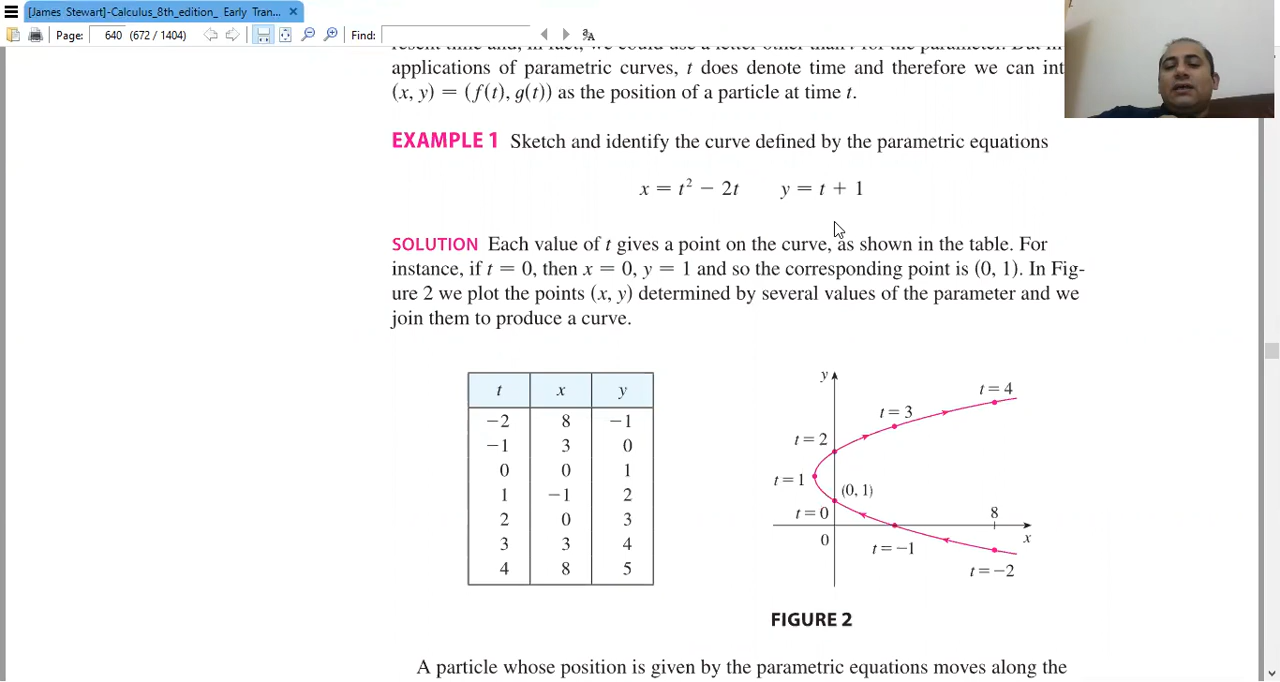 [James Stewart]-Calculus_8th_edition_ Early Tran... ×
Page: 640 (672 / 1404) Find:
applications of parametric curves, t does denote time and therefore we can int
(x, y) = (f(t), g(t)) as the position of a particle at time t.
EXAMPLE 1 Sketch and identify the curve defined by the parametric equations
x = t² − 2t y = t + 1
SOLUTION Each value of t gives a point on the curve, as shown in the table. For
instance, if t = 0, then x = 0, y = 1 and so the corresponding point is (0, 1). In Fig-
ure 2 we plot the points (x, y) determined by several values of the parameter and we
join them to produce a curve.
t x y
−2 8 −1
−1 3 0
0 0 1
1 −1 2
2 0 3
3 3 4
4 8 5
y
t = 4
t = 3
t = 2
t = 1
(0, 1)
t = 0
8
0
x
t = −1
t = −2
FIGURE 2
A particle whose position is given by the parametric equations moves along the